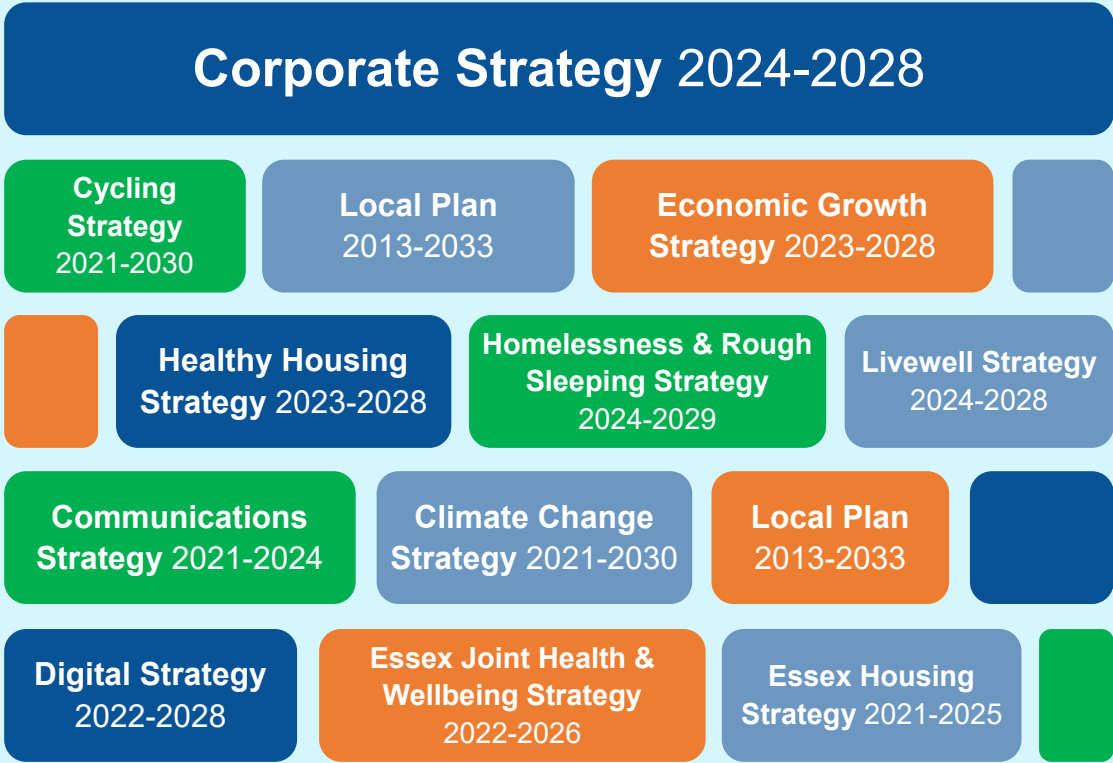 Corporate Strategy 2024-2028
Cycling
Strategy
2021-2030
Local Plan
2013-2033
Economic Growth
Strategy 2023-2028
Healthy Housing
Strategy 2023-2028
Homelessness & Rough
Sleeping Strategy
2024-2029
Livewell Strategy
2024-2028
Communications
Strategy 2021-2024
Climate Change
Strategy 2021-2030
Local Plan
2013-2033
Digital Strategy
2022-2028
Essex Joint Health &
Wellbeing Strategy
2022-2026
Essex Housing
Strategy 2021-2025